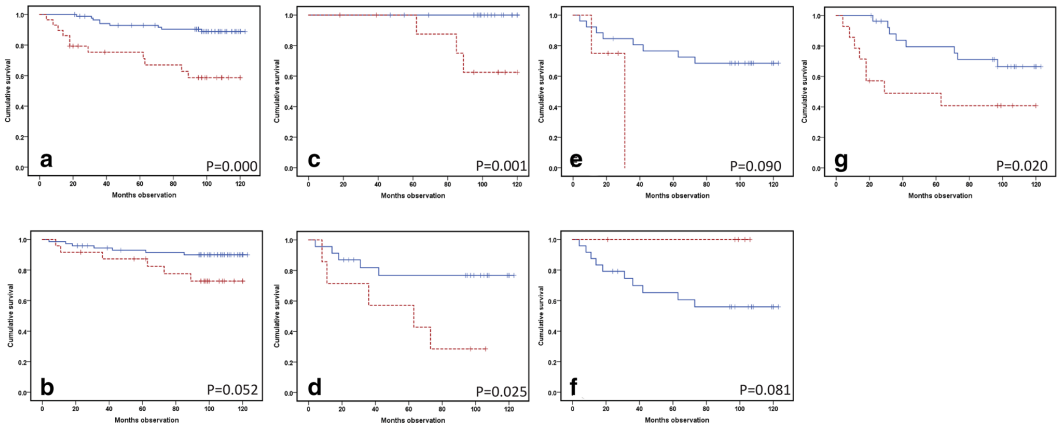 Cumulative survival
1.0
0.8
0.6
0.4
0.2
0.0
a
P=0.000
0 20 40 60 80 100 120
Months observation
Cumulative survival
1.0
0.8
0.6
0.4
0.2
0.0
c
P=0.001
0 20 40 60 80 100 120
Months observation
Cumulative survival
1.0
0.8
0.6
0.4
0.2
0.0
e
P=0.090
0 20 40 60 80 100 120
Months observation
Cumulative survival
1.0
0.8
0.6
0.4
0.2
0.0
g
P=0.020
0 20 40 60 80 100 120
Months observation
Cumulative survival
1.0
0.8
0.6
0.4
0.2
0.0
b
P=0.052
0 20 40 60 80 100 120
Months observation
Cumulative survival
1.0
0.8
0.6
0.4
0.2
0.0
d
P=0.025
0 20 40 60 80 100 120
Months observation
Cumulative survival
1.0
0.8
0.6
0.4
0.2
0.0
f
P=0.081
0 20 40 60 80 100 120
Months observation